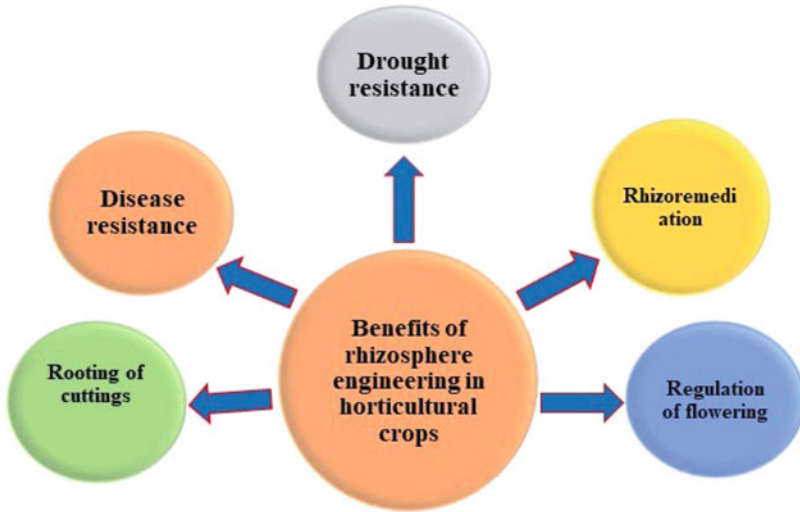 Drought
resistance
Disease
resistance
Rhizoremedi
ation
Benefits of
rhizosphere
engineering in
horticultural
crops
Rooting of
cuttings
Regulation
of flowering